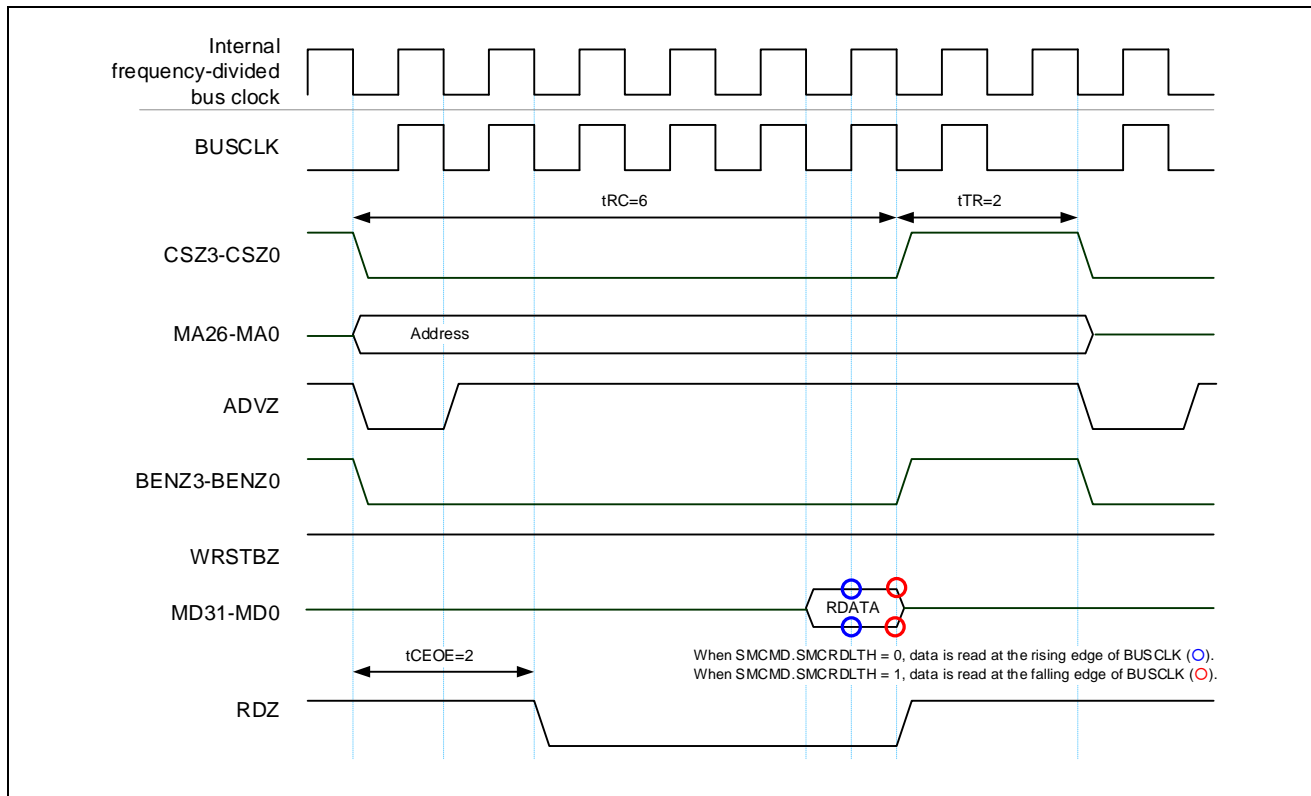 Internal
frequency-divided
bus clock
BUSCLK
tRC=6
tTR=2
CSZ3-CSZ0
MA26-MA0
Address
ADVZ
BENZ3-BENZ0
WRSTBZ
MD31-MD0
RDATA
tCEOE=2
When SMCMD.SMCRDLTH = 0, data is read at the rising edge of BUSCLK (○).
When SMCMD.SMCRDLTH = 1, data is read at the falling edge of BUSCLK (○).
RDZ